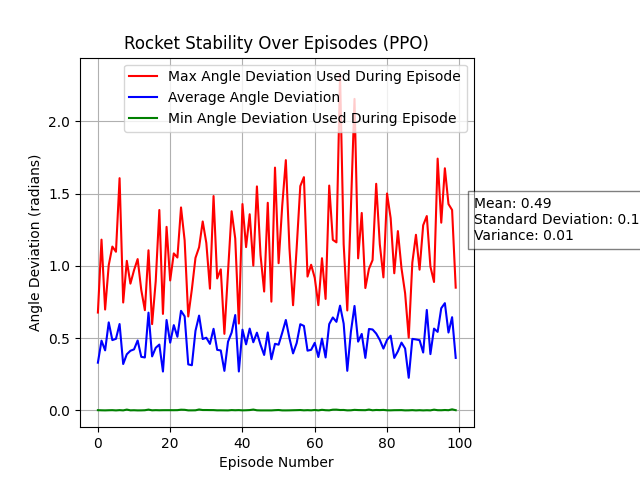 Rocket Stability Over Episodes (PPO)
Max Angle Deviation Used During Episode
Average Angle Deviation
Min Angle Deviation Used During Episode
2.0
1.5
1.0
0.5
0.0
Angle Deviation (radians)
Mean: 0.49
Standard Deviation: 0.1
Variance: 0.01
0
20
40
60
80
100
Episode Number